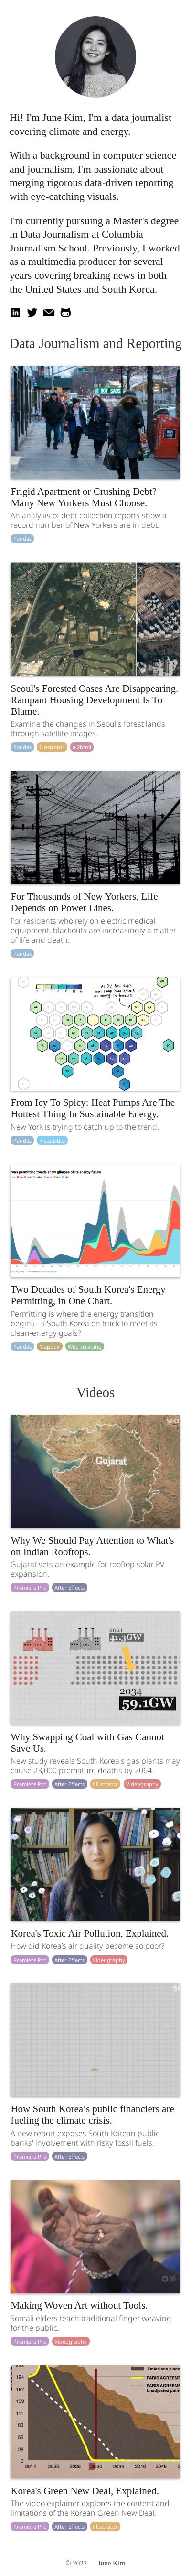 Hi! I'm June Kim, I'm a data journalist
covering climate and energy.
With a background in computer science
and journalism, I'm passionate about
merging rigorous data-driven reporting
with eye-catching visuals.
I'm currently pursuing a Master's degree
in Data Journalism at Columbia
Journalism School. Previously, I worked
as a multimedia producer for several
years covering breaking news in both
the United States and South Korea.
Data Journalism and Reporting
Frigid Apartment or Crushing Debt?
Many New Yorkers Must Choose.
An analysis of debt collection reports show a
record number of New Yorkers are in debt.
Pandas
Seoul's Forested Oases Are Disappearing.
Rampant Housing Development Is To
Blame.
Examine the changes in Seoul's forest lands
through satellite images.
Pandas Illustrator ai2html
For Thousands of New Yorkers, Life
Depends on Power Lines.
For residents who rely on electric medical
equipment, blackouts are increasingly a matter
of life and death.
Pandas
From Icy To Spicy: Heat Pumps Are The
Hottest Thing In Sustainable Energy.
New York is trying to catch up to the trend.
Pandas
permitting trends show glimpse of its energy future
Two Decades of South Korea's Energy
Permitting, in One Chart.
Permitting is where the energy transition
begins. Is South Korea on track to meet its
clean-energy goals?
Pandas Mapbox Web scraping
Videos
Gujarat
Why We Should Pay Attention to What's
on Indian Rooftops.
Gujarat sets an example for rooftop solar PV
expansion.
Premiere Pro After Effects
2021
41.3GW
2034
59.1GW
Why Swapping Coal with Gas Cannot
Save Us.
New study reveals South Korea's gas plants may
cause 23,000 premature deaths by 2064.
Premiere Pro After Effects Illustrator Videography
Korea's Toxic Air Pollution, Explained.
How did Korea's air quality become so poor?
Premiere Pro After Effects Videography
How South Korea’s public financiers are
fueling the climate crisis.
A new report exposes South Korean public
banks' involvement with risky fossil fuels.
Premiere Pro After Effects
Making Woven Art without Tools.
Somali elders teach traditional finger weaving
for the public.
Premiere Pro Videography
Emissions plann
PARIS AGREEME
PARIS AGREEME
Unadjusted path
134
112
83
56
28
0
2014 2020 2025 2030 2035 2040 2045
Korea's Green New Deal, Explained.
The video explainer explores the content and
limitations of the Korean Green New Deal.
Premiere Pro After Effects Illustrator
© 2022 — June Kim